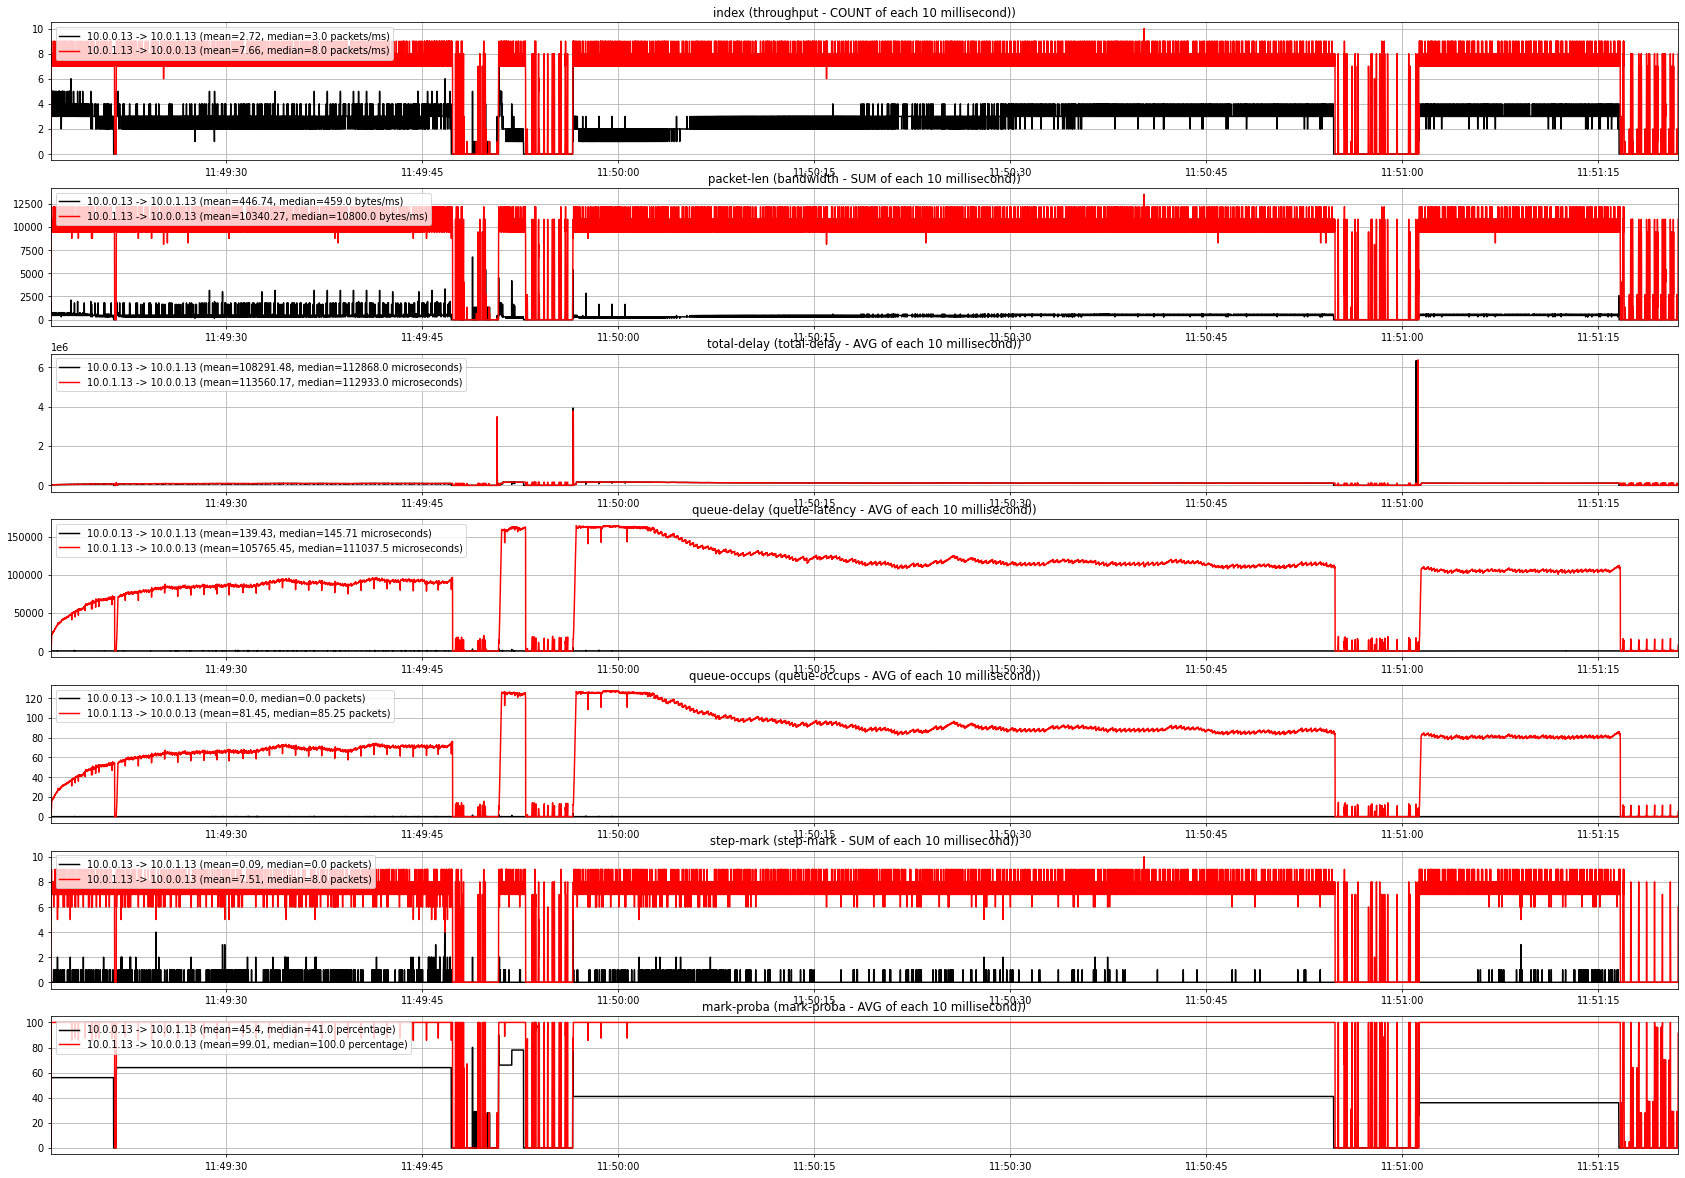 index (throughput - COUNT of each 10 millisecond))
10
8
6
4
2
0
10.0.0.13 -> 10.0.1.13 (mean=2.72, median=3.0 packets/ms)
10.0.1.13 -> 10.0.0.13 (mean=7.66, median=8.0 packets/ms)
11:49:30 11:49:45 11:50:00 11:50:15 11:50:30 11:50:45 11:51:00 11:51:15
packet-len (bandwidth - SUM of each 10 millisecond))
12500
10000
7500
5000
2500
0
10.0.0.13 -> 10.0.1.13 (mean=446.74, median=459.0 bytes/ms)
10.0.1.13 -> 10.0.0.13 (mean=10340.27, median=10800.0 bytes/ms)
11:49:30 11:49:45 11:50:00 11:50:15 11:50:30 11:50:45 11:51:00 11:51:15
total-delay (total-delay - AVG of each 10 millisecond))
1e6
6
4
2
0
10.0.0.13 -> 10.0.1.13 (mean=108291.48, median=112868.0 microseconds)
10.0.1.13 -> 10.0.0.13 (mean=113560.17, median=112933.0 microseconds)
11:49:30 11:49:45 11:50:00 11:50:15 11:50:30 11:50:45 11:51:00 11:51:15
queue-delay (queue-latency - AVG of each 10 millisecond))
150000
100000
50000
0
10.0.0.13 -> 10.0.1.13 (mean=139.43, median=145.71 microseconds)
10.0.1.13 -> 10.0.0.13 (mean=105765.45, median=111037.5 microseconds)
11:49:30 11:49:45 11:50:00 11:50:15 11:50:30 11:50:45 11:51:00 11:51:15
queue-occups (queue-occups - AVG of each 10 millisecond))
120
100
80
60
40
20
0
10.0.0.13 -> 10.0.1.13 (mean=0.0, median=0.0 packets)
10.0.1.13 -> 10.0.0.13 (mean=81.45, median=85.25 packets)
11:49:30 11:49:45 11:50:00 11:50:15 11:50:30 11:50:45 11:51:00 11:51:15
step-mark (step-mark - SUM of each 10 millisecond))
10
8
6
4
2
0
10.0.0.13 -> 10.0.1.13 (mean=0.09, median=0.0 packets)
10.0.1.13 -> 10.0.0.13 (mean=7.51, median=8.0 packets)
11:49:30 11:49:45 11:50:00 11:50:15 11:50:30 11:50:45 11:51:00 11:51:15
mark-proba (mark-proba - AVG of each 10 millisecond))
100
80
60
40
20
0
10.0.0.13 -> 10.0.1.13 (mean=45.4, median=41.0 percentage)
10.0.1.13 -> 10.0.0.13 (mean=99.01, median=100.0 percentage)
11:49:30 11:49:45 11:50:00 11:50:15 11:50:30 11:50:45 11:51:00 11:51:15